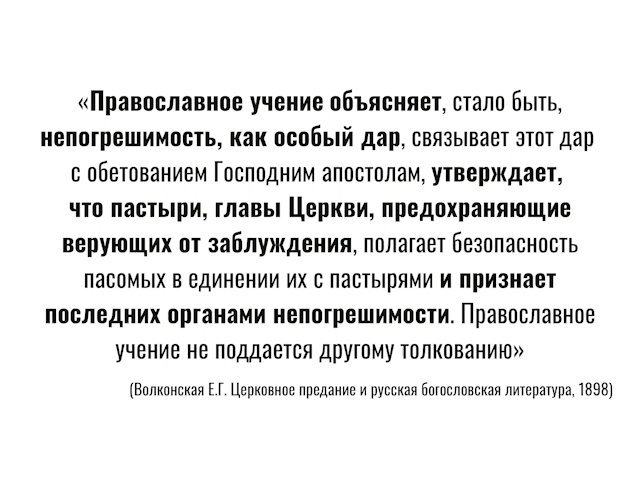 «Православное учение объясняет, стало быть,
непогрешимость, как особый дар, связывает этот дар
с обетованием Господним апостолам, утверждает,
что пастыри, главы Церкви, предохраняющие
верующих от заблуждения, полагает безопасность
пасомых в единении их с пастырями и признает
последних органами непогрешимости. Православное
учение не поддается другому толкованию»
(Волконская Е.Г. Церковное предание и русская богословская литература, 1898)